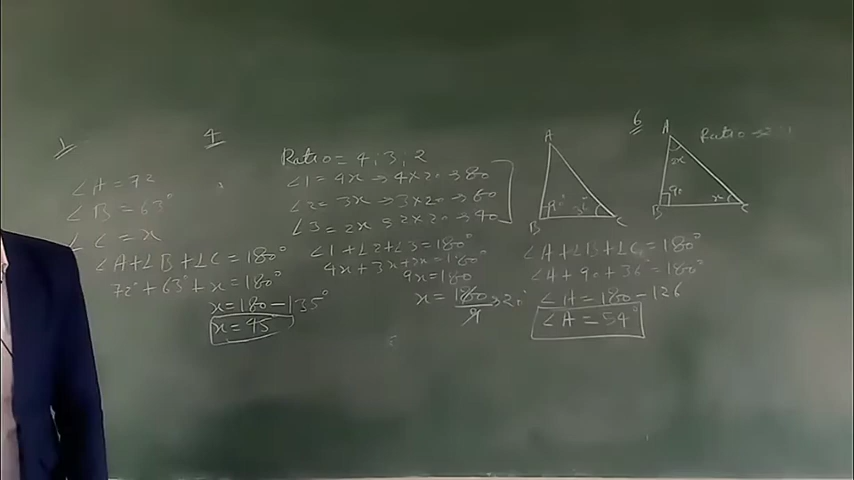 1
∠A = 72
∠B = 63°
∠C = x
∠A + ∠B + ∠C = 180°
72° + 63° + x = 180°
x = 180 - 135°
x = 45°
4
Ratio = 4, 3, 2
∠1 = 4x → 4×20 → 80
∠2 = 3x → 3×20 → 60
∠3 = 2x → 2×20 → 40
∠1 + ∠2 + ∠3 = 180°
4x + 3x + 2x = 180°
9x = 180
x = 180/9 → 20°
A
B
C
∠A + ∠B + ∠C = 180°
∠A + 90 + 36 = 180°
∠A = 180 - 126
∠A = 54°
6
A
2x
90
x
B
C
Ratio